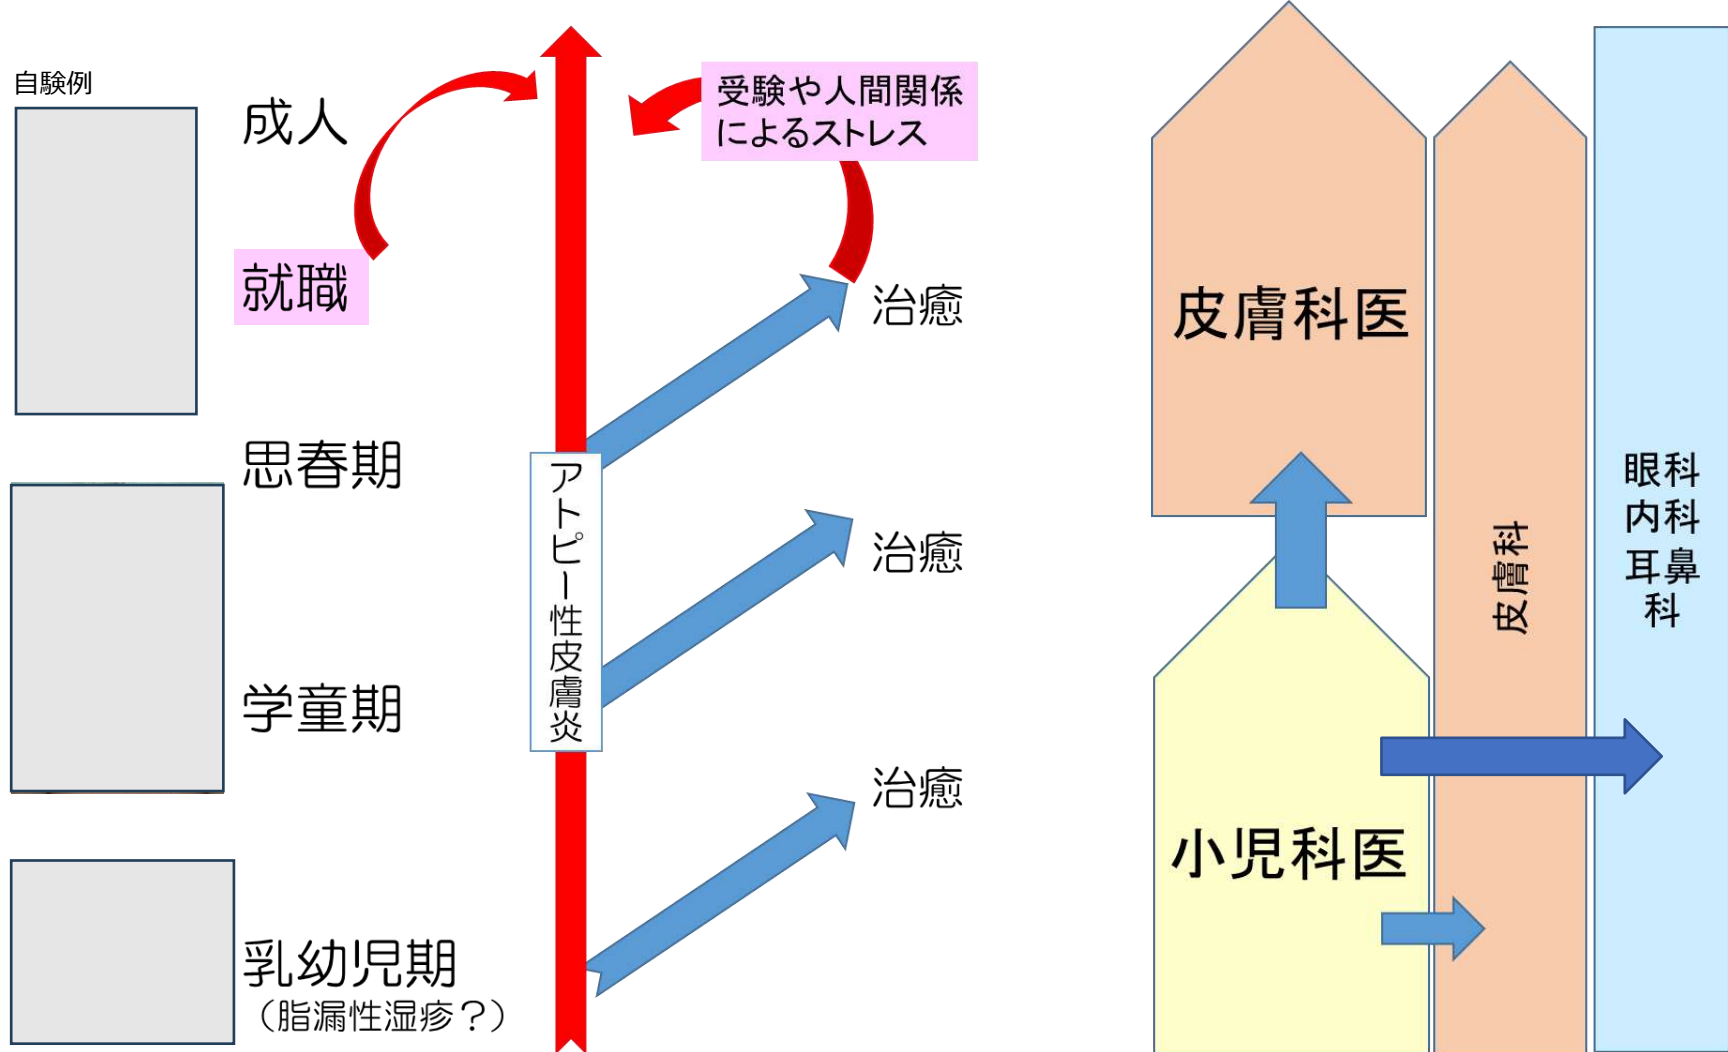 自験例
成人
就職
思春期
学童期
乳幼児期
（脂漏性湿疹？）
受験や人間関係
によるストレス
アトピー性皮膚炎
治癒
治癒
治癒
皮膚科医
小児科医
皮膚科
眼科
内科
耳鼻
科